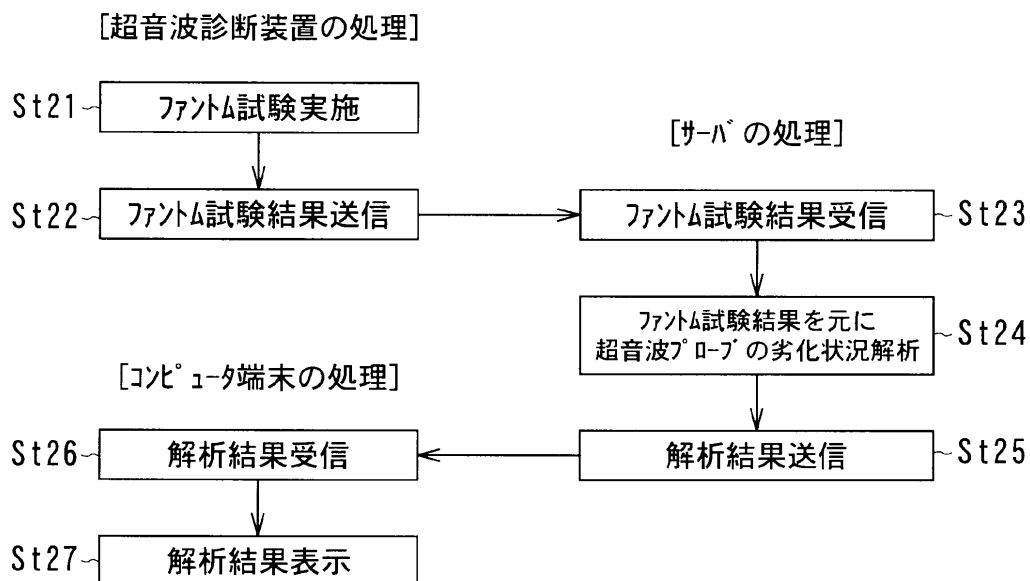 [超音波診断装置の処理]
St21
ファントム試験実施
[サーバの処理]
St22
ファントム試験結果送信
ファントム試験結果受信
St23
ファントム試験結果を元に
超音波プローブの劣化状況解析
St24
[コンピュータ端末の処理]
St26
解析結果受信
解析結果送信
St25
St27
解析結果表示